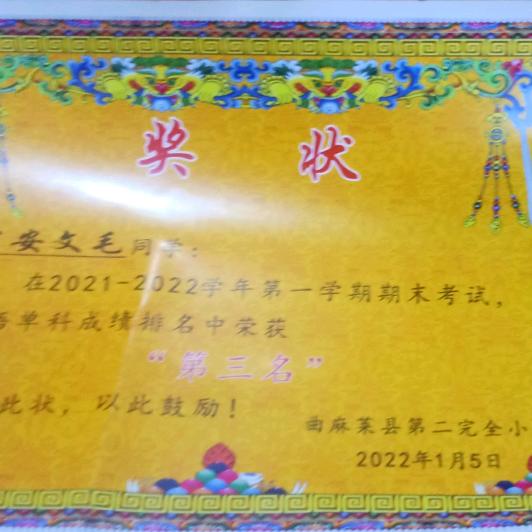 奖 状
安文毛同学：
在2021-2022学年第一学期期末考试，
语单科成绩排名中荣获
“第三名”
此状，以此鼓励！
曲麻莱县第二完全小
2022年1月5日